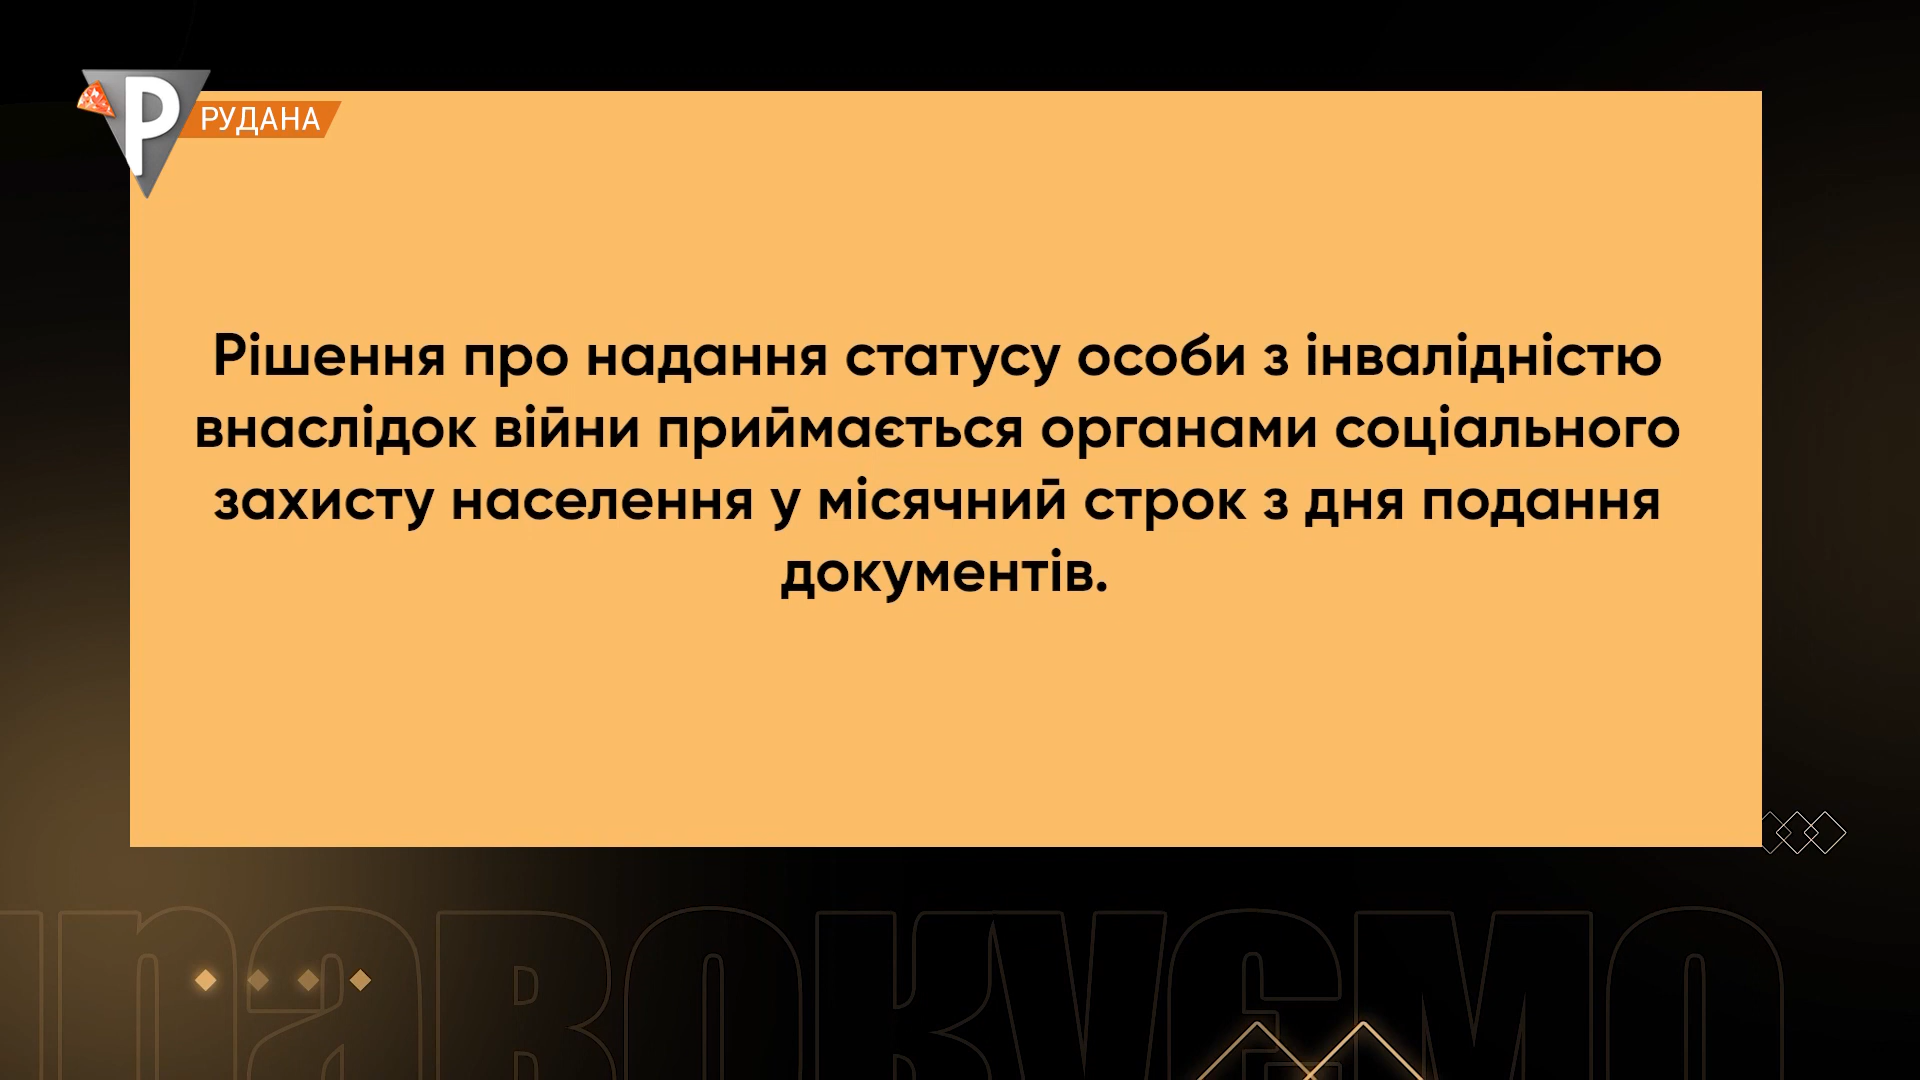 Р
РУДАНА
Рішення про надання статусу особи з інвалідністю
внаслідок війни приймається органами соціального
захисту населення у місячний строк з дня подання
документів.
правокуємо